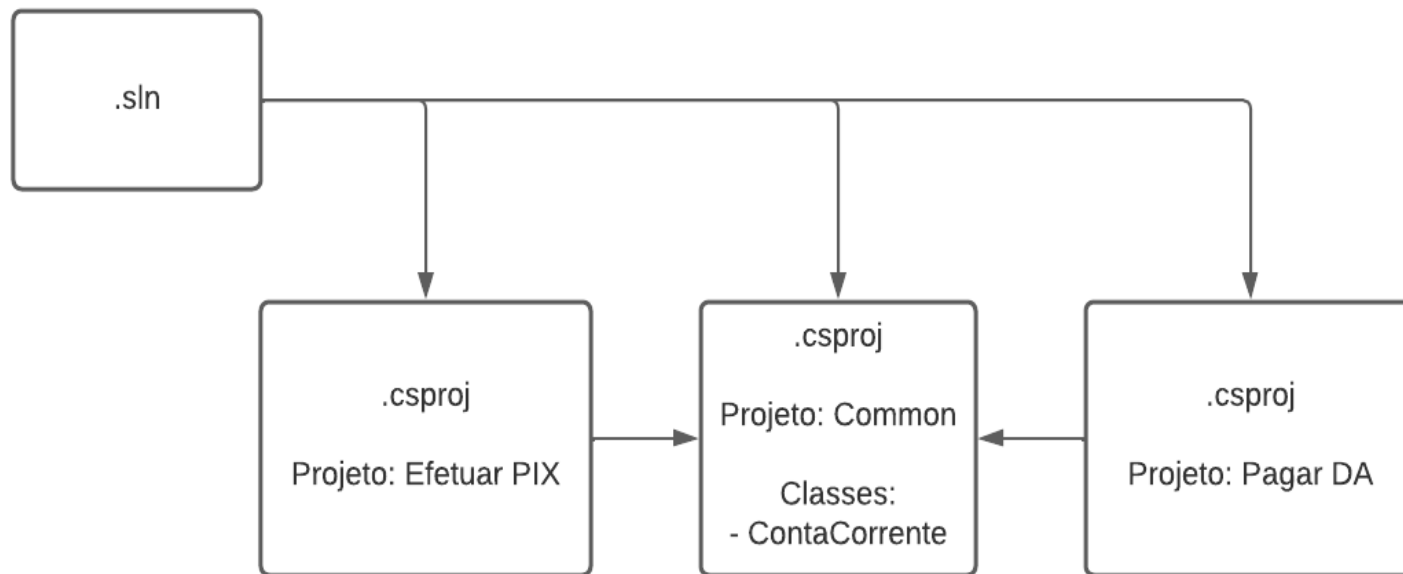 .sln
.csproj
Projeto: Efetuar PIX
.csproj
Projeto: Common
Classes:
- ContaCorrente
.csproj
Projeto: Pagar DA